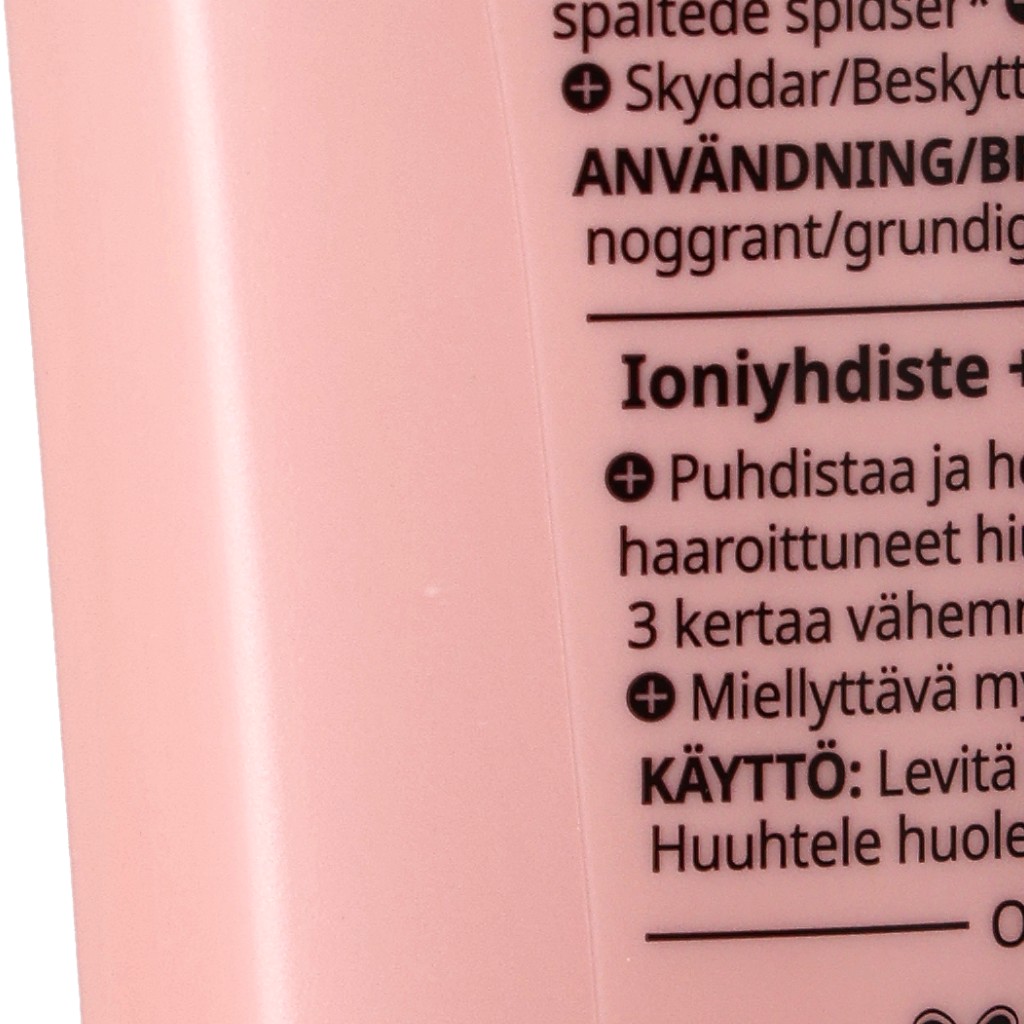 spaltede spidser*
+ Skyddar/Beskytt
ANVÄNDNING/B
noggrant/grundig
Ioniyhdiste +
+ Puhdistaa ja h
haaroittuneet hi
3 kertaa vähem
+ Miellyttävä my
KÄYTTÖ: Levitä
Huuhtele huole
O